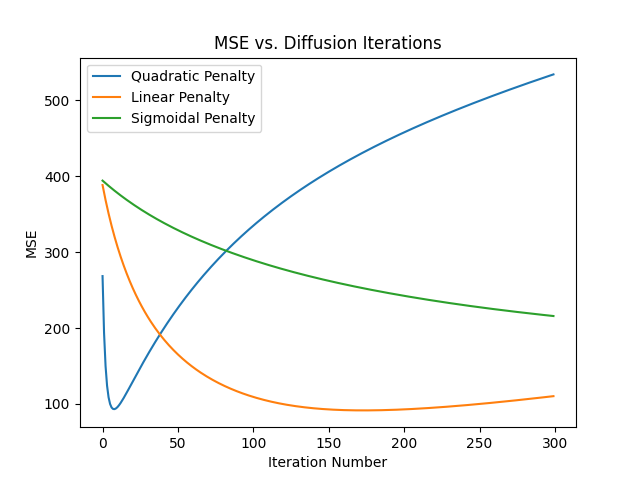 MSE vs. Diffusion Iterations
Quadratic Penalty
Linear Penalty
Sigmoidal Penalty
500
400
300
200
100
MSE
0 50 100 150 200 250 300
Iteration Number